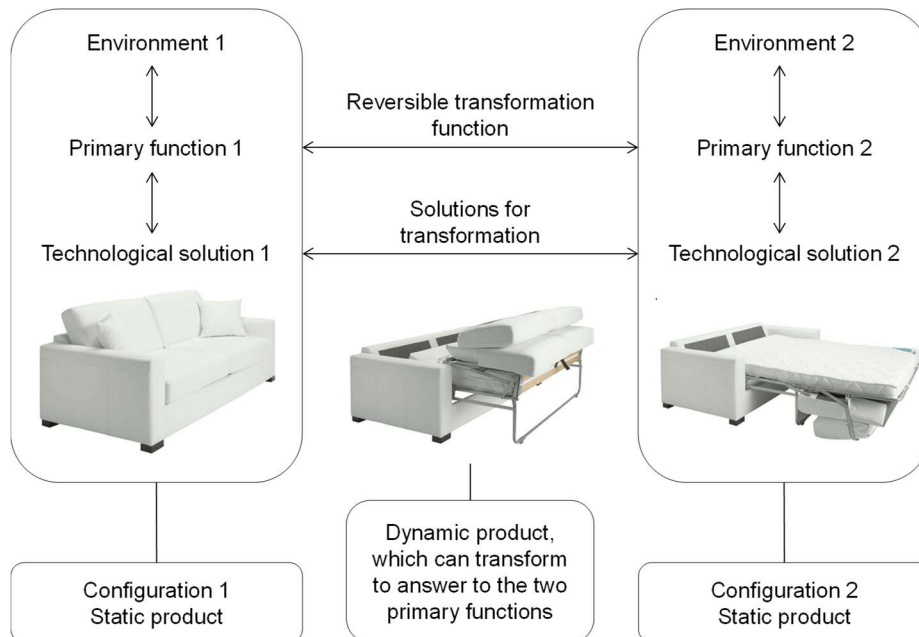 Environment 1
Environment 2
Reversible transformation
function
Primary function 1
Primary function 2
Solutions for
transformation
Technological solution 1
Technological solution 2
Dynamic product,
which can transform
to answer to the two
primary functions
Configuration 1
Static product
Configuration 2
Static product